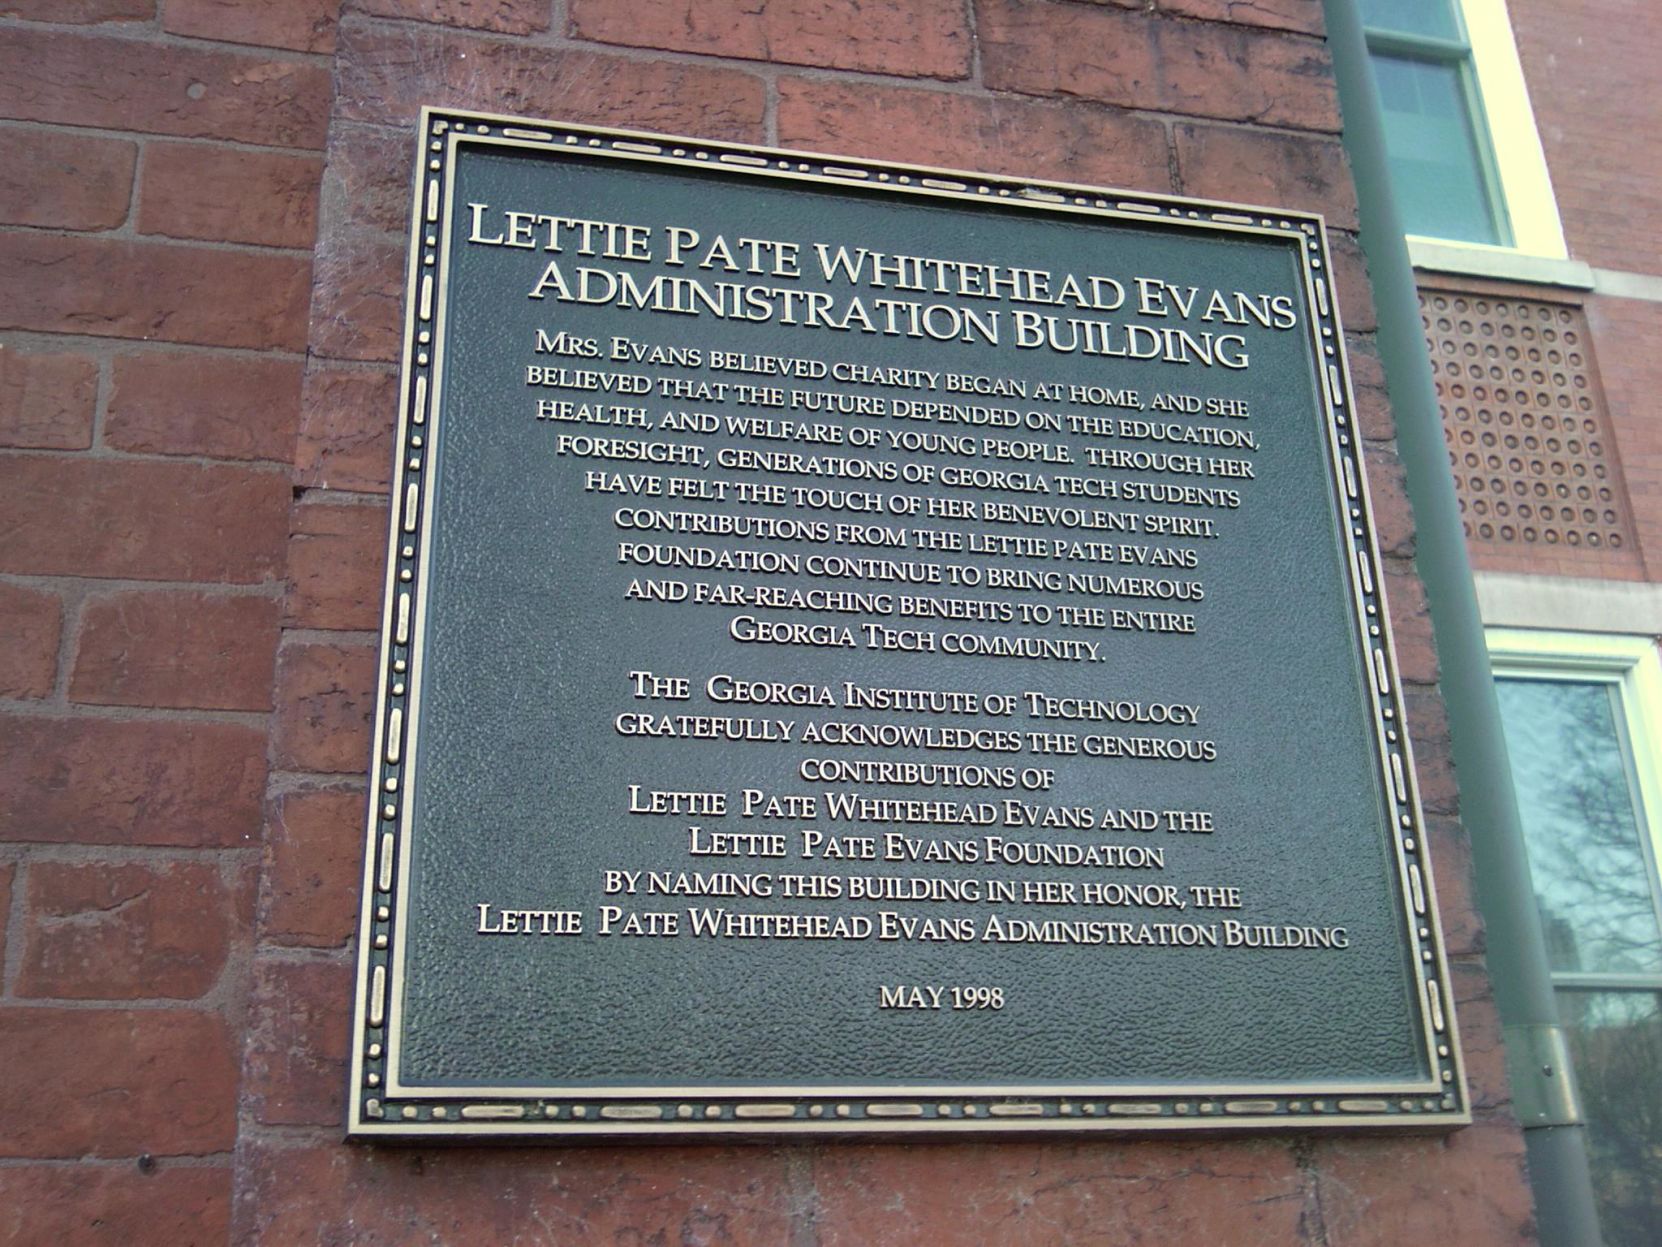 LETTIE PATE WHITEHEAD EVANS
ADMINISTRATION BUILDING
MRS. EVANS BELIEVED CHARITY BEGAN AT HOME, AND SHE
BELIEVED THAT THE FUTURE DEPENDED ON THE EDUCATION,
HEALTH, AND WELFARE OF YOUNG PEOPLE. THROUGH HER
FORESIGHT, GENERATIONS OF GEORGIA TECH STUDENTS
HAVE FELT THE TOUCH OF HER BENEVOLENT SPIRIT.
CONTRIBUTIONS FROM THE LETTIE PATE EVANS
FOUNDATION CONTINUE TO BRING NUMEROUS
AND FAR-REACHING BENEFITS TO THE ENTIRE
GEORGIA TECH COMMUNITY.
THE GEORGIA INSTITUTE OF TECHNOLOGY
GRATEFULLY ACKNOWLEDGES THE GENEROUS
CONTRIBUTIONS OF
LETTIE PATE WHITEHEAD EVANS AND THE
LETTIE PATE EVANS FOUNDATION
BY NAMING THIS BUILDING IN HER HONOR, THE
LETTIE PATE WHITEHEAD EVANS ADMINISTRATION BUILDING
MAY 1998